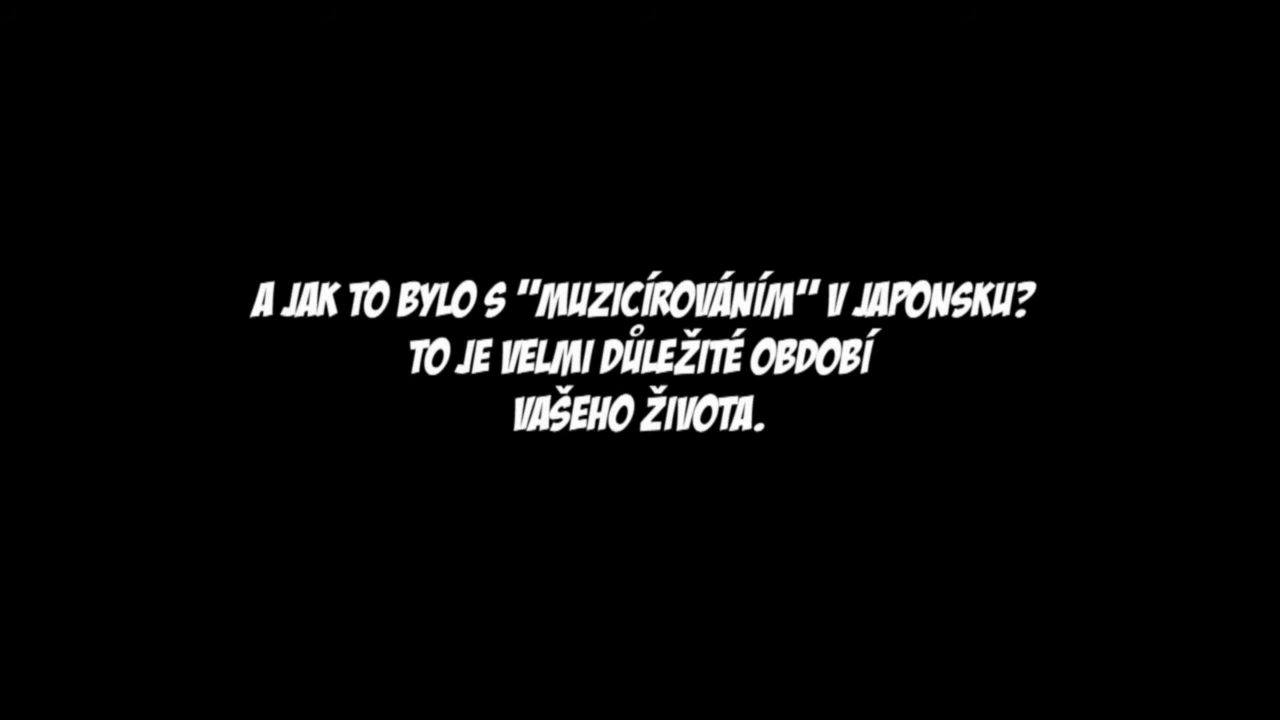 A JAK TO BYLO S "MUZICÍROVÁNÍM" V JAPONSKU?
TO JE VELMI DŮLEŽITÉ OBDOBÍ
VAŠEHO ŽIVOTA.